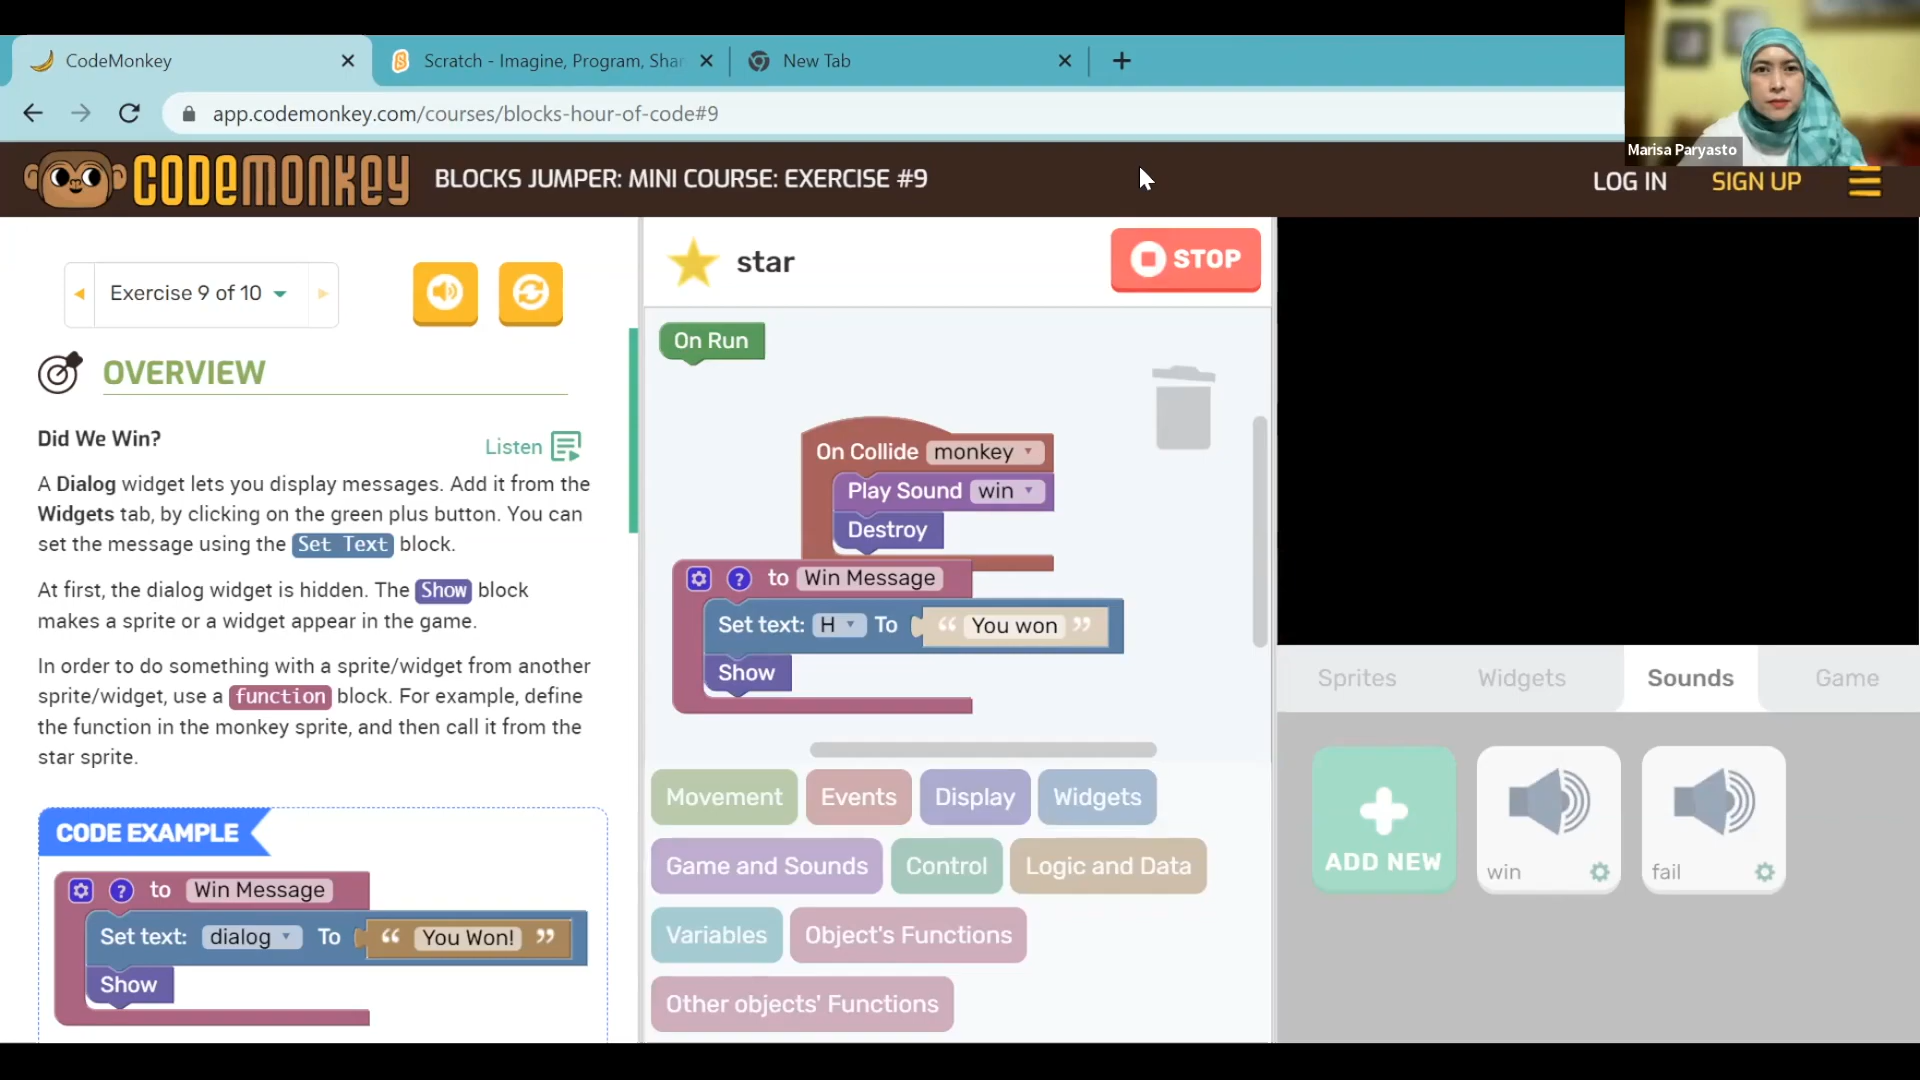 CodeMonkey
Scratch - Imagine, Program, Shar
New Tab
app.codemonkey.com/courses/blocks-hour-of-code#9
Marisa Paryasto
CODEMONKEY
BLOCKS JUMPER: MINI COURSE: EXERCISE #9
LOG IN
SIGN UP
Exercise 9 of 10
OVERVIEW
Did We Win?
Listen
A Dialog widget lets you display messages. Add it from the
Widgets tab, by clicking on the green plus button. You can
set the message using the Set Text block.
At first, the dialog widget is hidden. The Show block
makes a sprite or a widget appear in the game.
In order to do something with a sprite/widget from another
sprite/widget, use a function block. For example, define
the function in the monkey sprite, and then call it from the
star sprite.
CODE EXAMPLE
? to Win Message
Set text: dialog To “ You Won! ”
Show
star
STOP
On Run
On Collide monkey
Play Sound win
Destroy
? to Win Message
Set text: H To “ You won ”
Show
Movement
Events
Display
Widgets
Game and Sounds
Control
Logic and Data
Variables
Object's Functions
Other objects' Functions
Sprites
Widgets
Sounds
Game
ADD NEW
win
fail